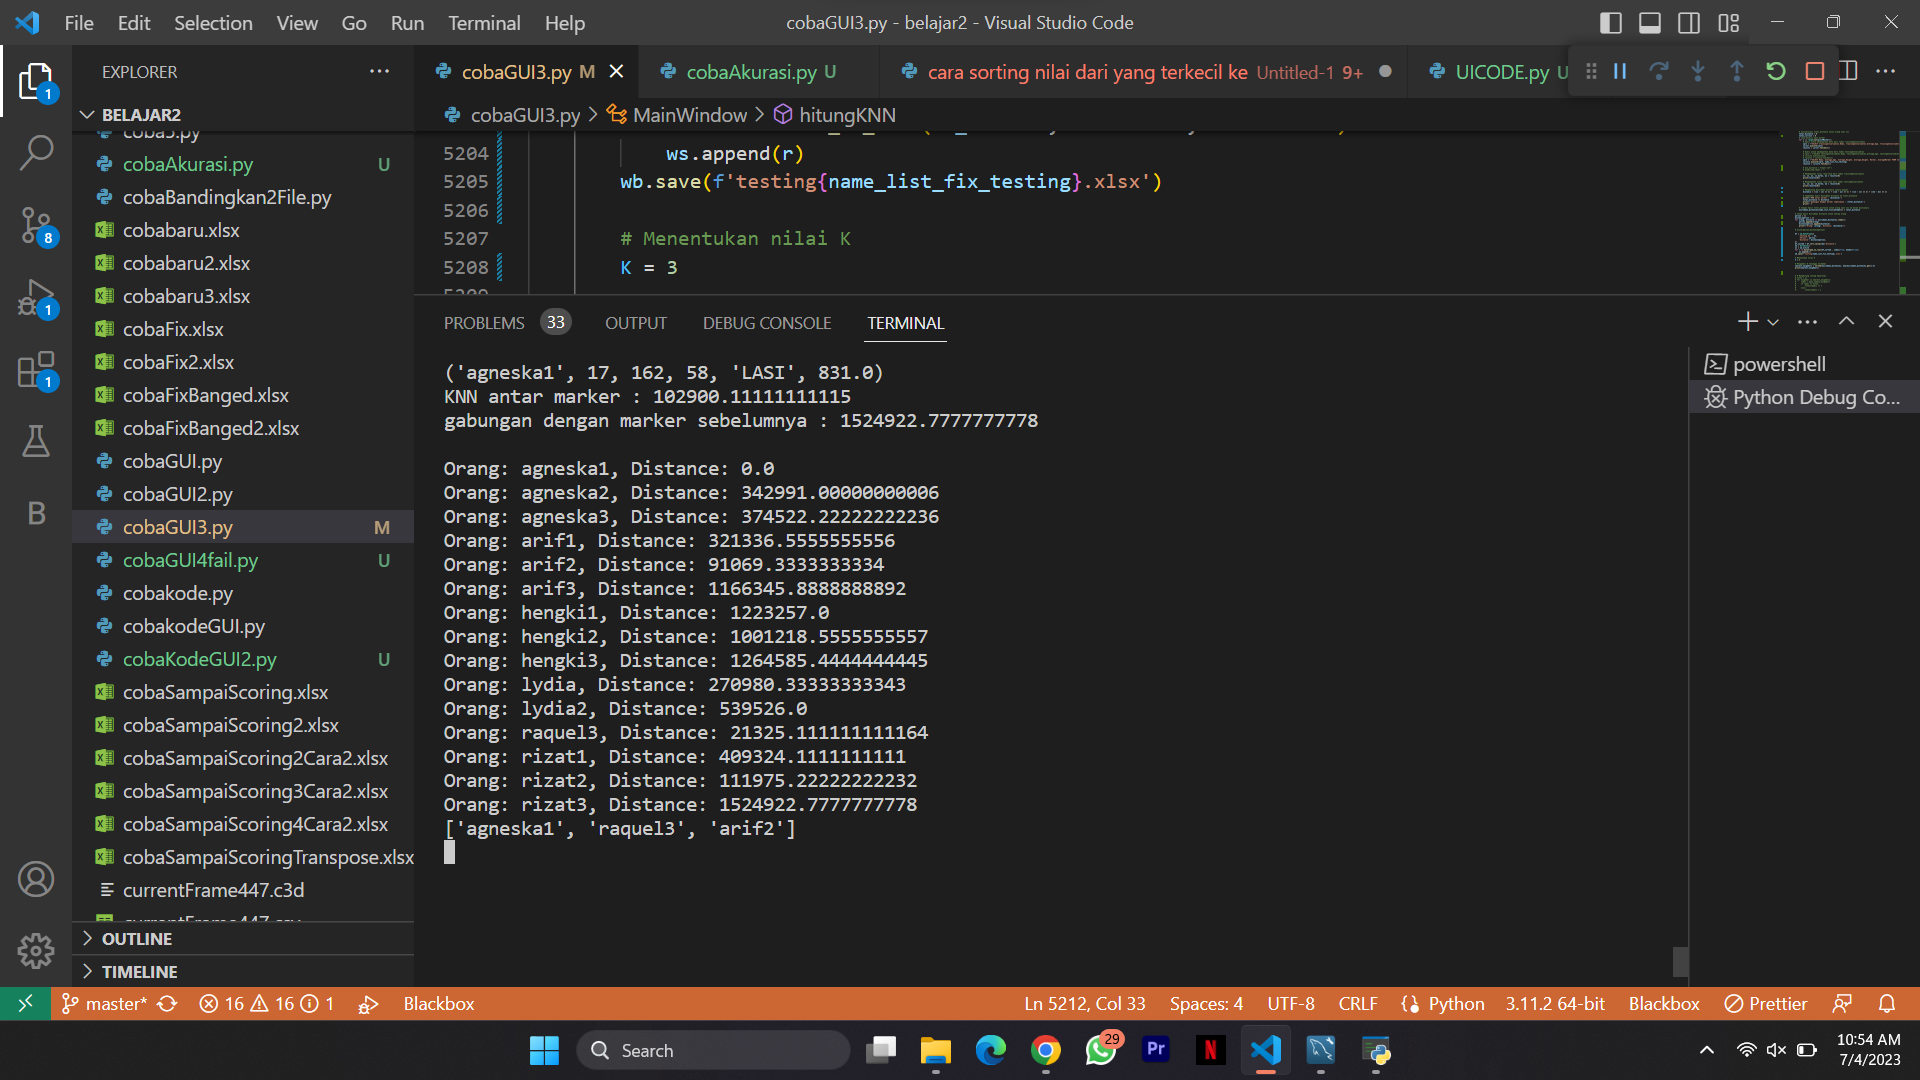 File Edit Selection View Go Run Terminal Help
cobaGUI3.py - belajar2 - Visual Studio Code
EXPLORER
BELAJAR2
coba5.py
cobaAkurasi.py U
cobaBandingkan2File.py
cobabaru.xlsx
cobabaru2.xlsx
cobabaru3.xlsx
cobaFix.xlsx
cobaFix2.xlsx
cobaFixBanged.xlsx
cobaFixBanged2.xlsx
cobaGUI.py
cobaGUI2.py
cobaGUI3.py M
cobaGUI4fail.py U
cobakode.py
cobakodeGUI.py
cobaKodeGUI2.py U
cobaSampaiScoring.xlsx
cobaSampaiScoring2.xlsx
cobaSampaiScoring2Cara2.xlsx
cobaSampaiScoring3Cara2.xlsx
cobaSampaiScoring4Cara2.xlsx
cobaSampaiScoringTranspose.xlsx
currentFrame447.c3d
OUTLINE
TIMELINE
1
8
1
1
B
cobaGUI3.py M cobaAkurasi.py U cara sorting nilai dari yang terkecil ke Untitled-1 9+ UICODE.py U
cobaGUI3.py > MainWindow > hitungKNN
5204 ws.append(r)
5205 wb.save(f'testing{name_list_fix_testing}.xlsx')
5206
5207 # Menentukan nilai K
5208 K = 3
PROBLEMS 33 OUTPUT DEBUG CONSOLE TERMINAL
powershell
Python Debug Co...
('agneska1', 17, 162, 58, 'LASI', 831.0)
KNN antar marker : 102900.11111111115
gabungan dengan marker sebelumnya : 1524922.7777777778
Orang: agneska1, Distance: 0.0
Orang: agneska2, Distance: 342991.00000000006
Orang: agneska3, Distance: 374522.22222222236
Orang: arif1, Distance: 321336.5555555556
Orang: arif2, Distance: 91069.3333333334
Orang: arif3, Distance: 1166345.8888888892
Orang: hengki1, Distance: 1223257.0
Orang: hengki2, Distance: 1001218.5555555557
Orang: hengki3, Distance: 1264585.4444444445
Orang: lydia, Distance: 270980.33333333343
Orang: lydia2, Distance: 539526.0
Orang: raquel3, Distance: 21325.111111111164
Orang: rizat1, Distance: 409324.1111111111
Orang: rizat2, Distance: 111975.22222222232
Orang: rizat3, Distance: 1524922.7777777778
['agneska1', 'raquel3', 'arif2']
master* 16 16 1 Blackbox
Ln 5212, Col 33 Spaces: 4 UTF-8 CRLF Python 3.11.2 64-bit Blackbox Prettier
Search
29
Pr
N
10:54 AM
7/4/2023